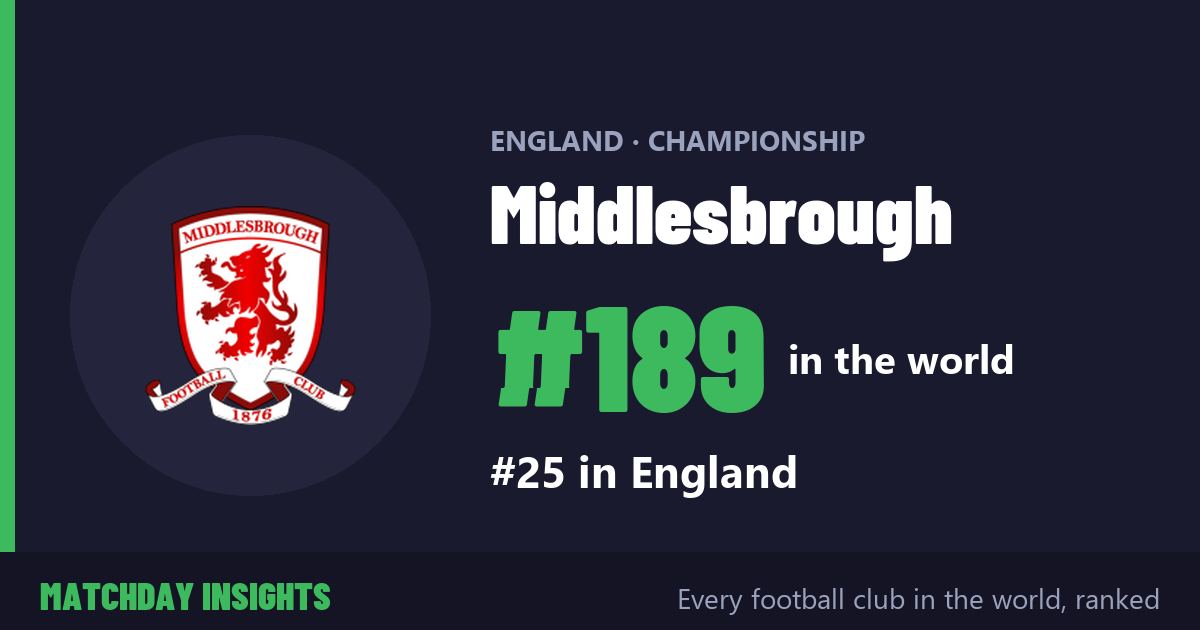 ENGLAND · CHAMPIONSHIP
Middlesbrough
#189 in the world
#25 in England
MIDDLESBROUGH
FOOTBALL CLUB
1876
MATCHDAY INSIGHTS
Every football club in the world, ranked